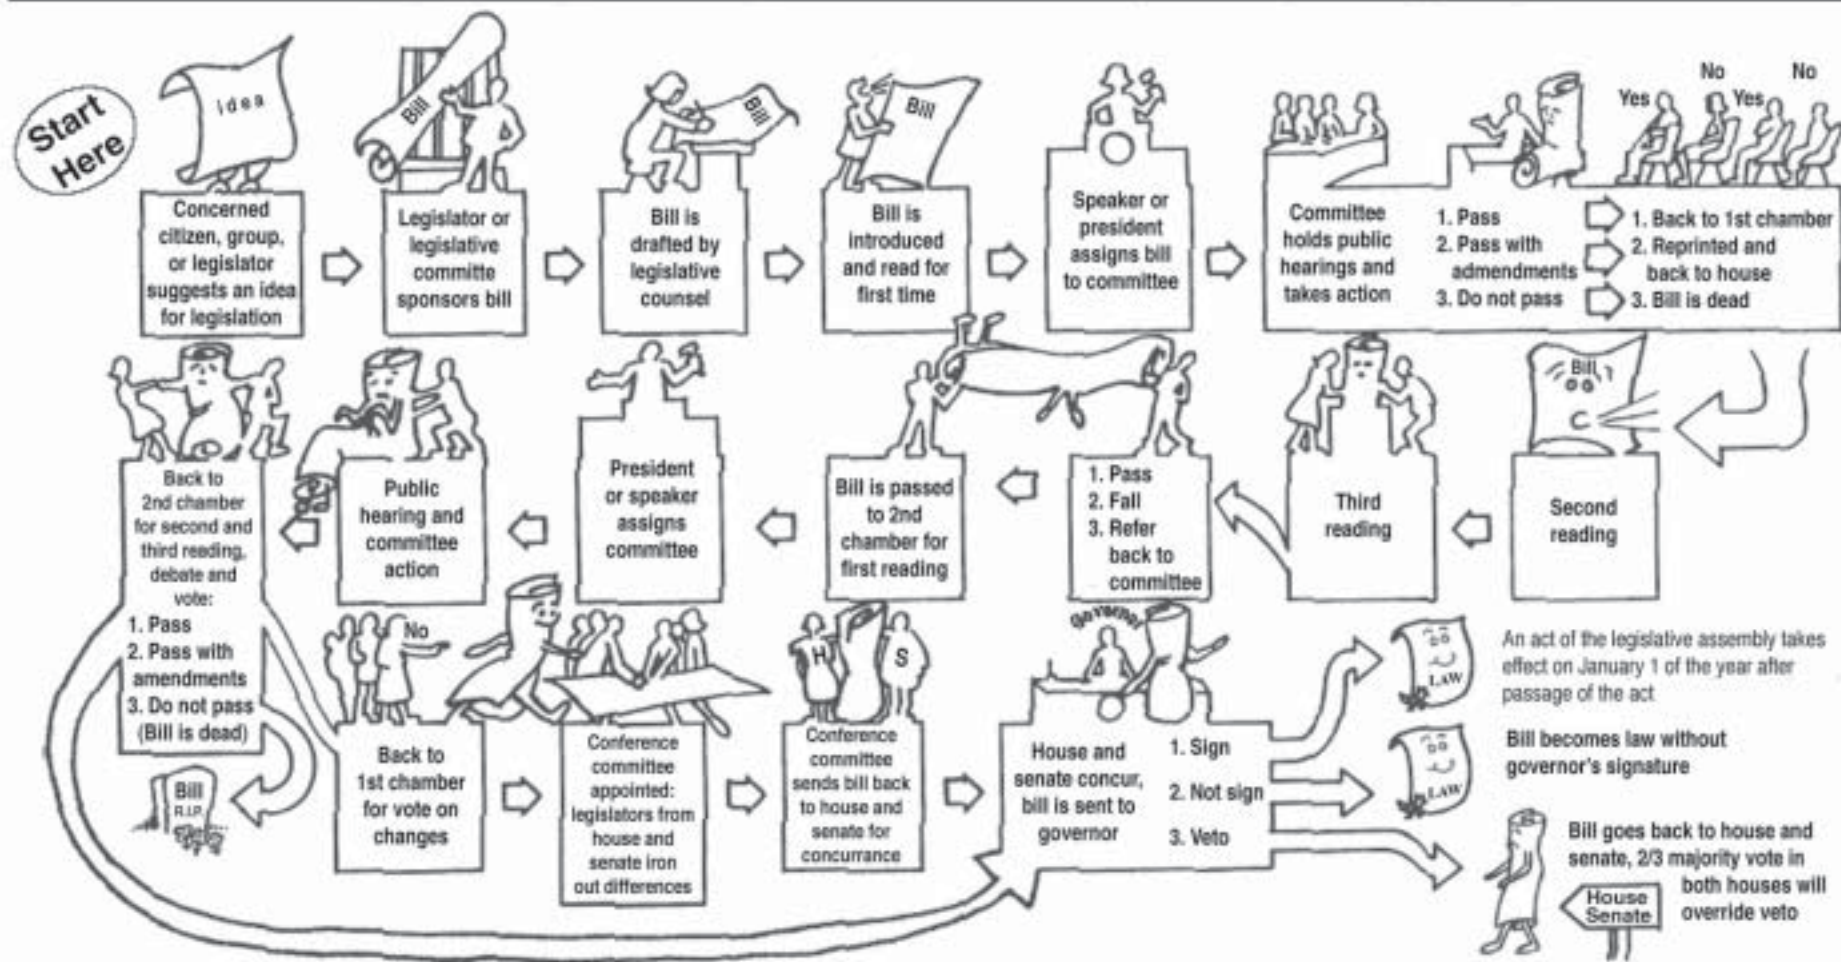 Start
Here
idea
Concerned
citizen, group,
or legislator
suggests an idea
for legislation
Bill
Legislator or
legislative
committe
sponsors bill
Bill
Bill is
drafted by
legislative
counsel
Bill
Bill is
introduced
and read for
first time
Speaker or
president
assigns bill
to committee
Committee
holds public
hearings and
takes action
1. Pass
2. Pass with
admendments
3. Do not pass
Yes
No
Yes
No
1. Back to 1st chamber
2. Reprinted and
back to house
3. Bill is dead
Bill
Second
reading
Third
reading
1. Pass
2. Fall
3. Refer
back to
committee
Bill is passed
to 2nd
chamber for
first reading
President
or speaker
assigns
committee
Public
hearing and
committee
action
Back to
2nd chamber
for second and
third reading,
debate and
vote:
1. Pass
2. Pass with
amendments
3. Do not pass
(Bill is dead)
Bill
R.I.P.
No
Back to
1st chamber
for vote on
changes
Conference
committee
appointed:
legislators from
house and
senate iron
out differences
H
S
Conference
committee
sends bill back
to house and
senate for
concurrance
Governor
House and
senate concur,
bill is sent to
governor
1. Sign
2. Not sign
3. Veto
LAW
An act of the legislative assembly takes
effect on January 1 of the year after
passage of the act
LAW
Bill becomes law without
governor's signature
Bill goes back to house and
senate, 2/3 majority vote in
both houses will
override veto
House
Senate